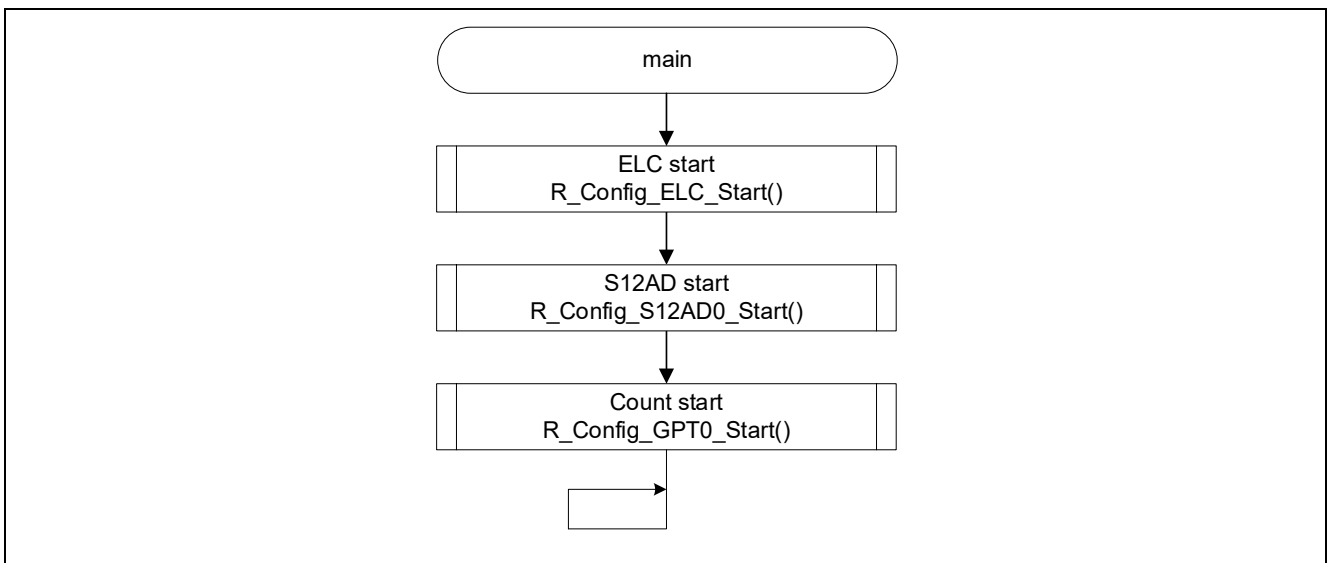 main
ELC start
R_Config_ELC_Start()
S12AD start
R_Config_S12AD0_Start()
Count start
R_Config_GPT0_Start()